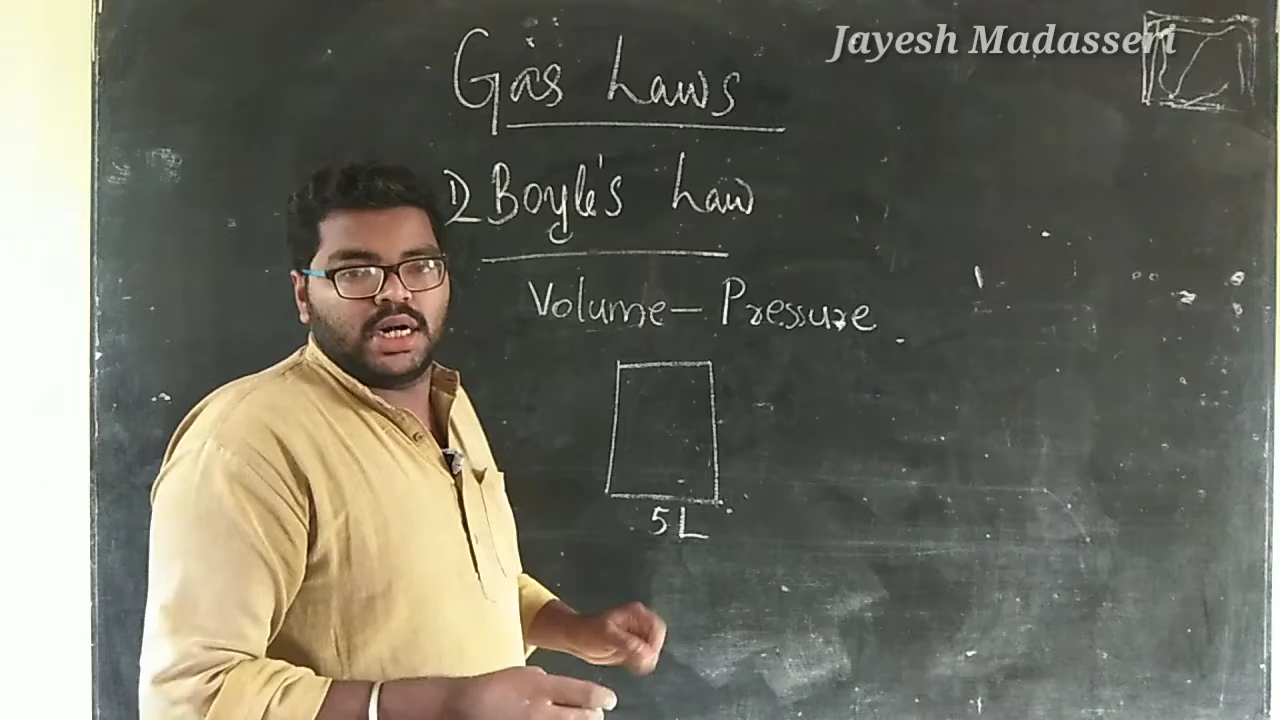 Jayesh Madasseri
Gas Laws
1) Boyle's Law
Volume – Pressure
5L